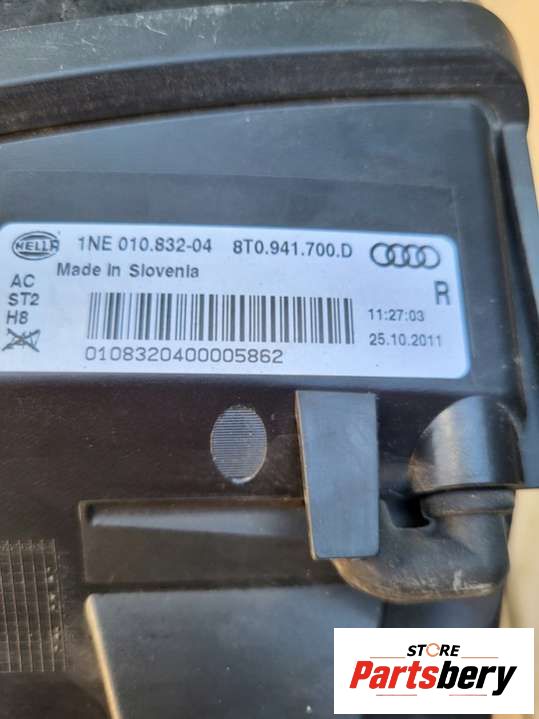 HELLA 1NE 010.832-04 8T0.941.700.D
Made in Slovenia
AC
ST2
H8
R
11:27:03
25.10.2011
0108320400005862
STORE
Partsbery